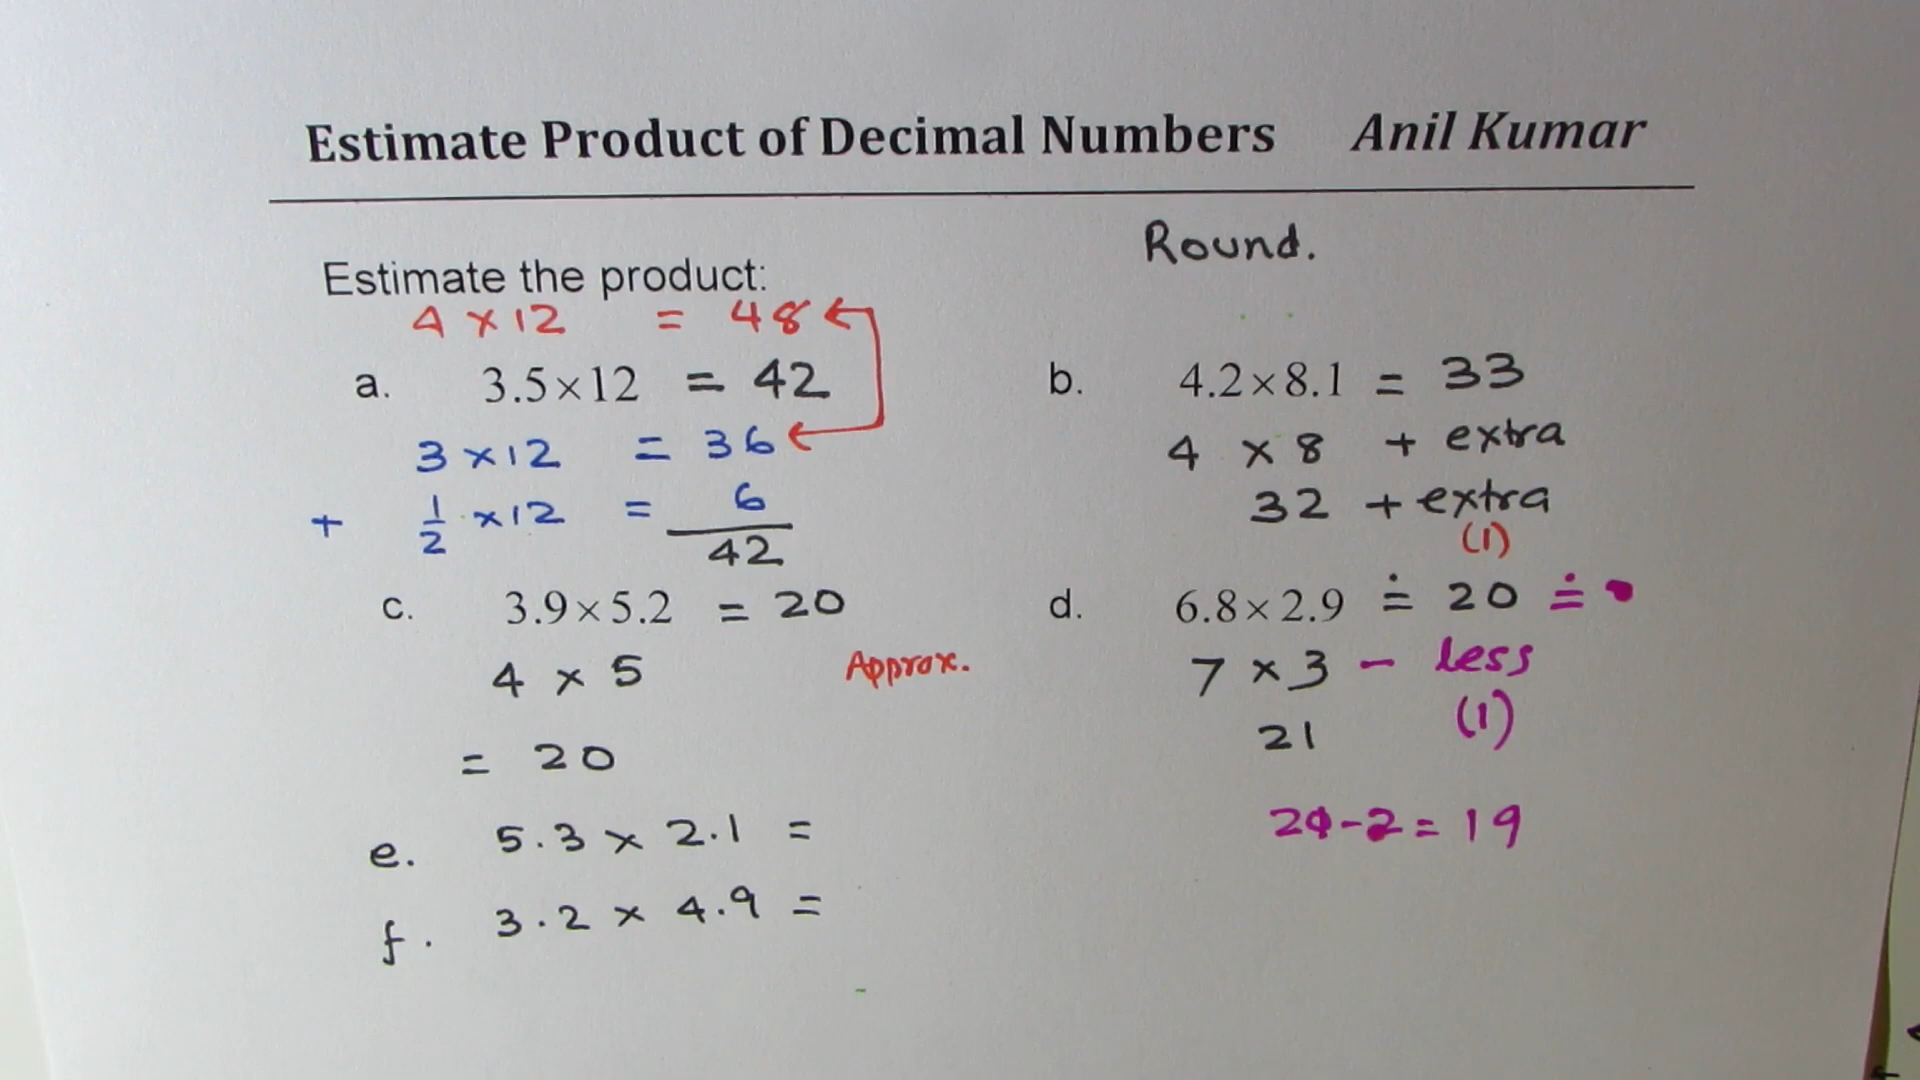 Estimate Product of Decimal Numbers Anil Kumar
Round.
Estimate the product:
4 × 12 = 48
a. 3.5×12 = 42
3 × 12 = 36
+ 1/2 × 12 = 6
42
b. 4.2×8.1 = 33
4 × 8 + extra
32 + extra
(1)
c. 3.9×5.2 = 20
4 × 5 Approx.
= 20
d. 6.8×2.9 ≐ 20 ≐
7 × 3 − less
21 (1)
21-2 = 19
e. 5.3 × 2.1 =
f. 3.2 × 4.9 =